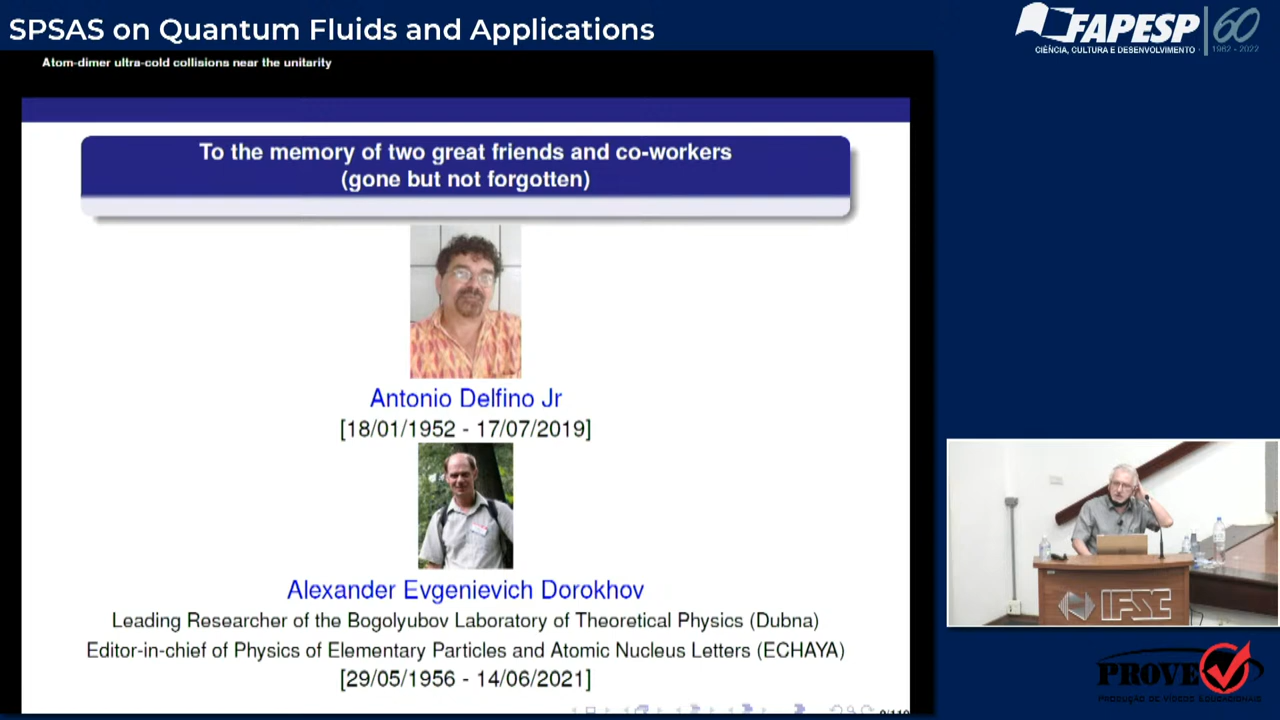 SPSAS on Quantum Fluids and Applications
FAPESP 60
CIÊNCIA, CULTURA E DESENVOLVIMENTO 1962 - 2022
Atom-dimer ultra-cold collisions near the unitarity
To the memory of two great friends and co-workers
(gone but not forgotten)
Antonio Delfino Jr
[18/01/1952 - 17/07/2019]
Alexander Evgenievich Dorokhov
Leading Researcher of the Bogolyubov Laboratory of Theoretical Physics (Dubna)
Editor-in-chief of Physics of Elementary Particles and Atomic Nucleus Letters (ECHAYA)
[29/05/1956 - 14/06/2021]
IFSC
PROVE
PRODUÇÃO DE VÍDEOS EDUCACIONAIS